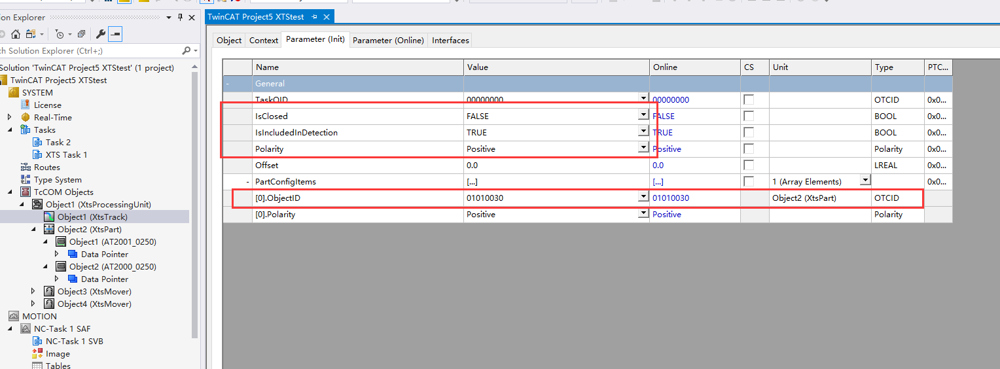 ion Explorer
ch Solution Explorer (Ctrl+;)
Solution 'TwinCAT Project5 XTStest' (1 project)
TwinCAT Project5 XTStest
SYSTEM
License
Real-Time
Tasks
Task 2
XTS Task 1
Routes
Type System
TcCOM Objects
Object1 (XtsProcessingUnit)
Object1 (XtsTrack)
Object2 (XtsPart)
Object1 (AT2001_0250)
Data Pointer
Object2 (AT2000_0250)
Data Pointer
Object3 (XtsMover)
Object4 (XtsMover)
MOTION
NC-Task 1 SAF
NC-Task 1 SVB
Image
Tables
TwinCAT Project5 XTStest
Object Context Parameter (Init) Parameter (Online) Interfaces
Name Value Online CS Unit Type PTC...
- General
TaskOID 00000000 00000000 OTCID 0x0...
IsClosed FALSE FALSE BOOL 0x0...
IsIncludedInDetection TRUE TRUE BOOL 0x0...
Polarity Positive Positive Polarity 0x0...
Offset 0.0 0.0 LREAL 0x0...
- PartConfigItems [...] [...] 1 (Array Elements) 0x0...
[0].ObjectID 01010030 01010030 Object2 (XtsPart) OTCID
[0].Polarity Positive Positive Polarity